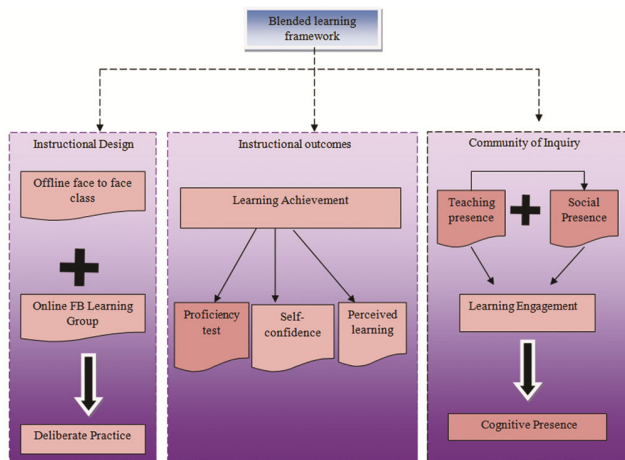 Blended learning
framework
Instructional Design
Offline face to face
class
Online FB Learning
Group
Deliberate Practice
Instructional outcomes
Learning Achievement
Proficiency
test
Self-
confidence
Perceived learning
Community of Inquiry
Teaching
presence
Social
Presence
Learning Engagement
Cognitive Presence